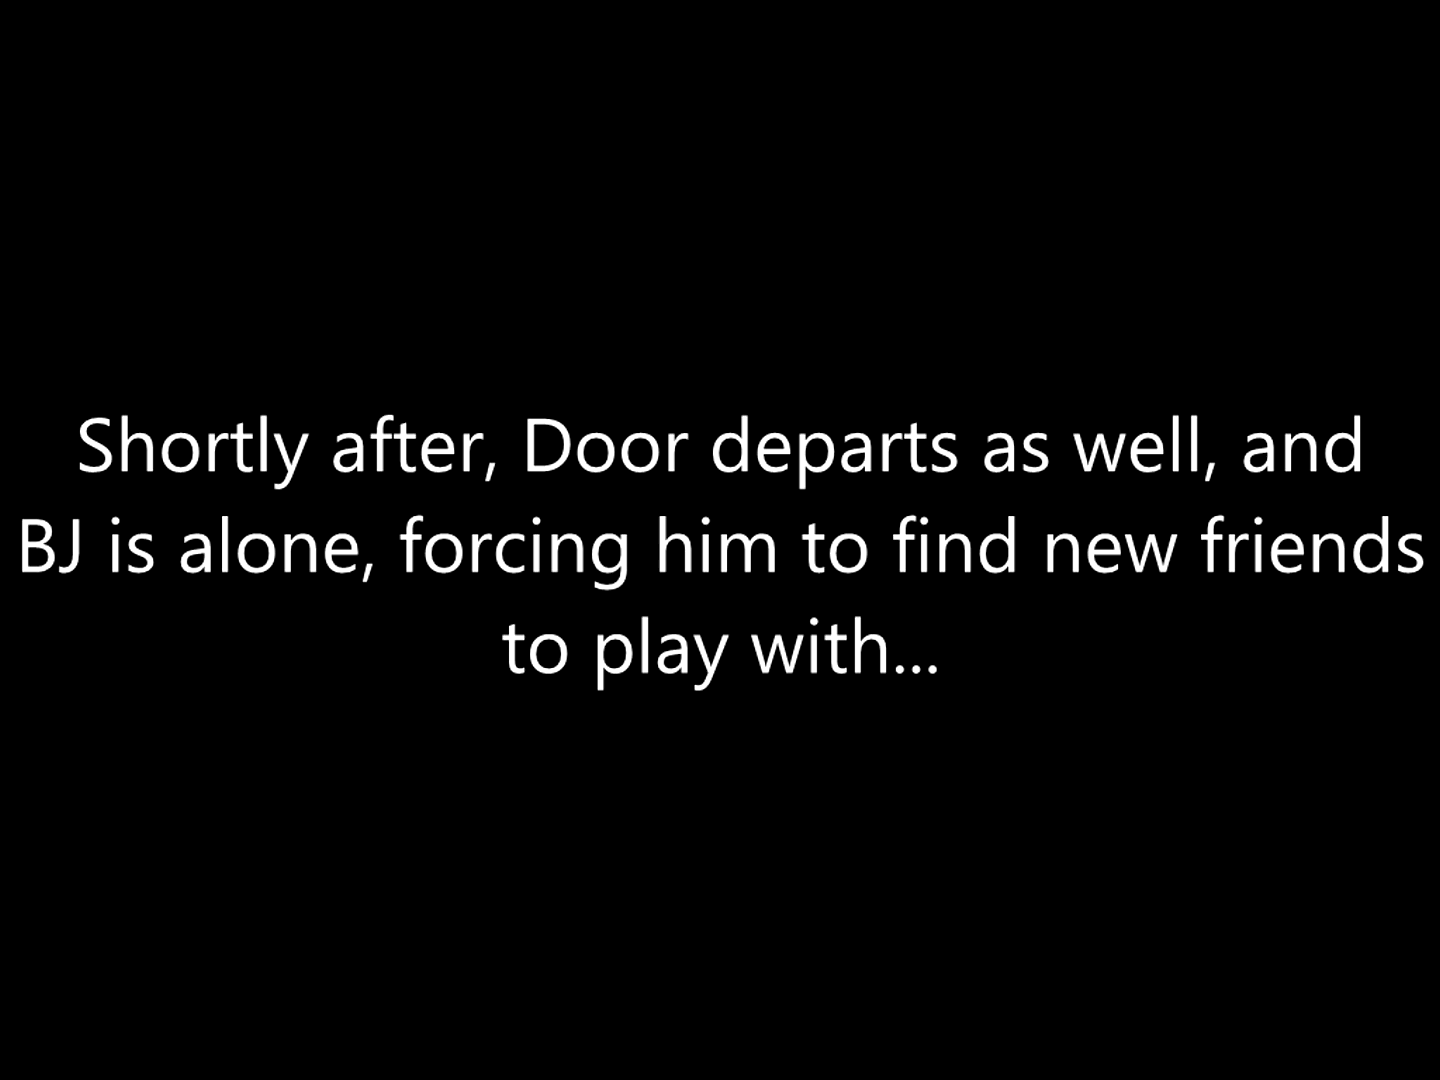 Shortly after, Door departs as well, and
BJ is alone, forcing him to find new friends
to play with...